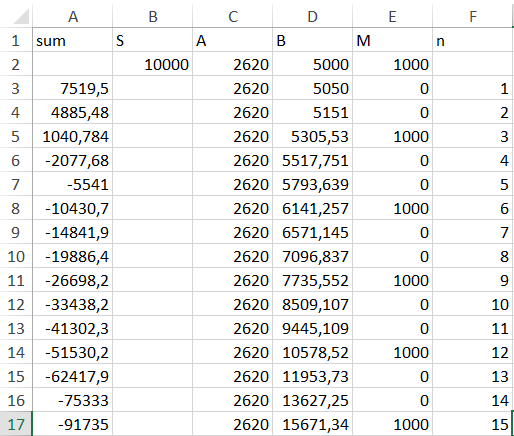 A B C D E F
1 sum S A B M n
2 10000 2620 5000 1000
3 7519,5 2620 5050 0 1
4 4885,48 2620 5151 0 2
5 1040,784 2620 5305,53 1000 3
6 -2077,68 2620 5517,751 0 4
7 -5541 2620 5793,639 0 5
8 -10430,7 2620 6141,257 1000 6
9 -14841,9 2620 6571,145 0 7
10 -19886,4 2620 7096,837 0 8
11 -26698,2 2620 7735,552 1000 9
12 -33438,2 2620 8509,107 0 10
13 -41302,3 2620 9445,109 0 11
14 -51530,2 2620 10578,52 1000 12
15 -62417,9 2620 11953,73 0 13
16 -75333 2620 13627,25 0 14
17 -91735 2620 15671,34 1000 15